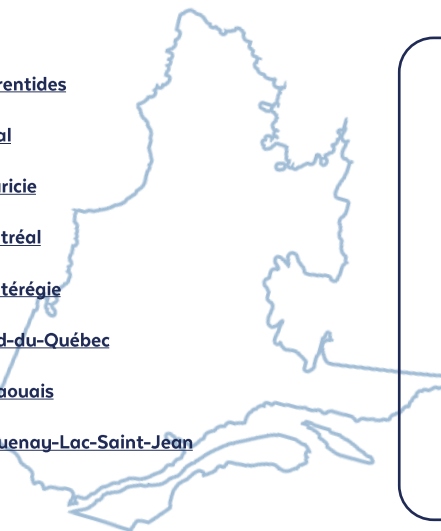 rentides
al
ricie
tréal
térégie
d-du-Québec
aouais
uenay-Lac-Saint-Jean